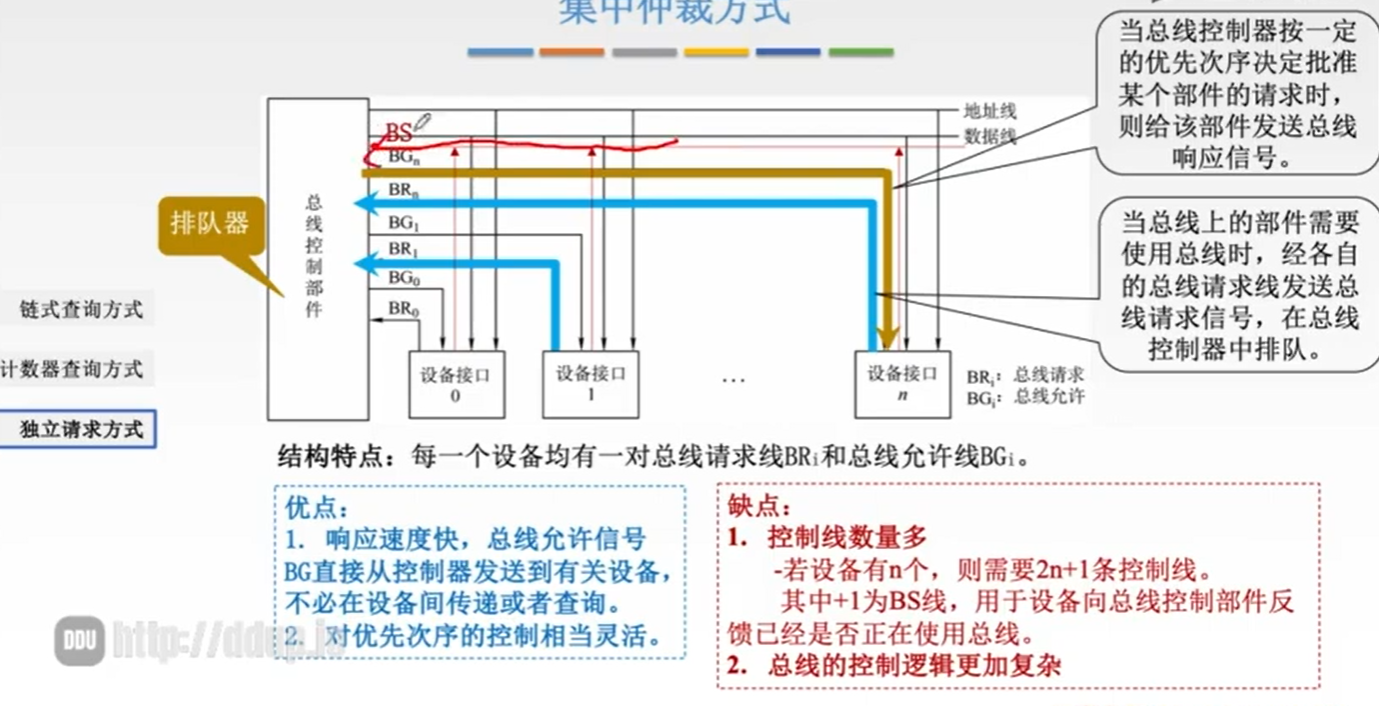 集中仲裁方式
当总线控制器按一定
的优先次序决定批准
某个部件的请求时，
则给该部件发送总线
响应信号。
地址线
数据线
BS
BGn
BRn
BG1
BR1
BG0
BR0
总线控制部件
排队器
当总线上的部件需要
使用总线时，经各自
的总线请求线发送总
线请求信号，在总线
控制器中排队。
链式查询方式
计数器查询方式
独立请求方式
设备接口
0
设备接口
1
...
设备接口
n
BRi：总线请求
BGi：总线允许
结构特点：每一个设备均有一对总线请求线BRi和总线允许线BGi。
优点：
1. 响应速度快，总线允许信号
BG直接从控制器发送到有关设备，
不必在设备间传递或者查询。
2. 对优先次序的控制相当灵活。
缺点：
1. 控制线数量多
-若设备有n个，则需要2n+1条控制线。
其中+1为BS线，用于设备向总线控制部件反
馈已经是否正在使用总线。
2. 总线的控制逻辑更加复杂
DDU